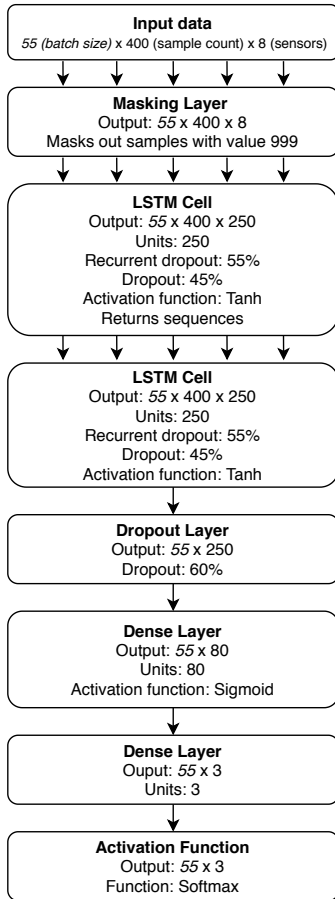 Input data
55 (batch size) x 400 (sample count) x 8 (sensors)
Masking Layer
Output: 55 x 400 x 8
Masks out samples with value 999
LSTM Cell
Output: 55 x 400 x 250
Units: 250
Recurrent dropout: 55%
Dropout: 45%
Activation function: Tanh
Returns sequences
LSTM Cell
Output: 55 x 400 x 250
Units: 250
Recurrent dropout: 55%
Dropout: 45%
Activation function: Tanh
Dropout Layer
Output: 55 x 250
Dropout: 60%
Dense Layer
Output: 55 x 80
Units: 80
Activation function: Sigmoid
Dense Layer
Ouput: 55 x 3
Units: 3
Activation Function
Output: 55 x 3
Function: Softmax